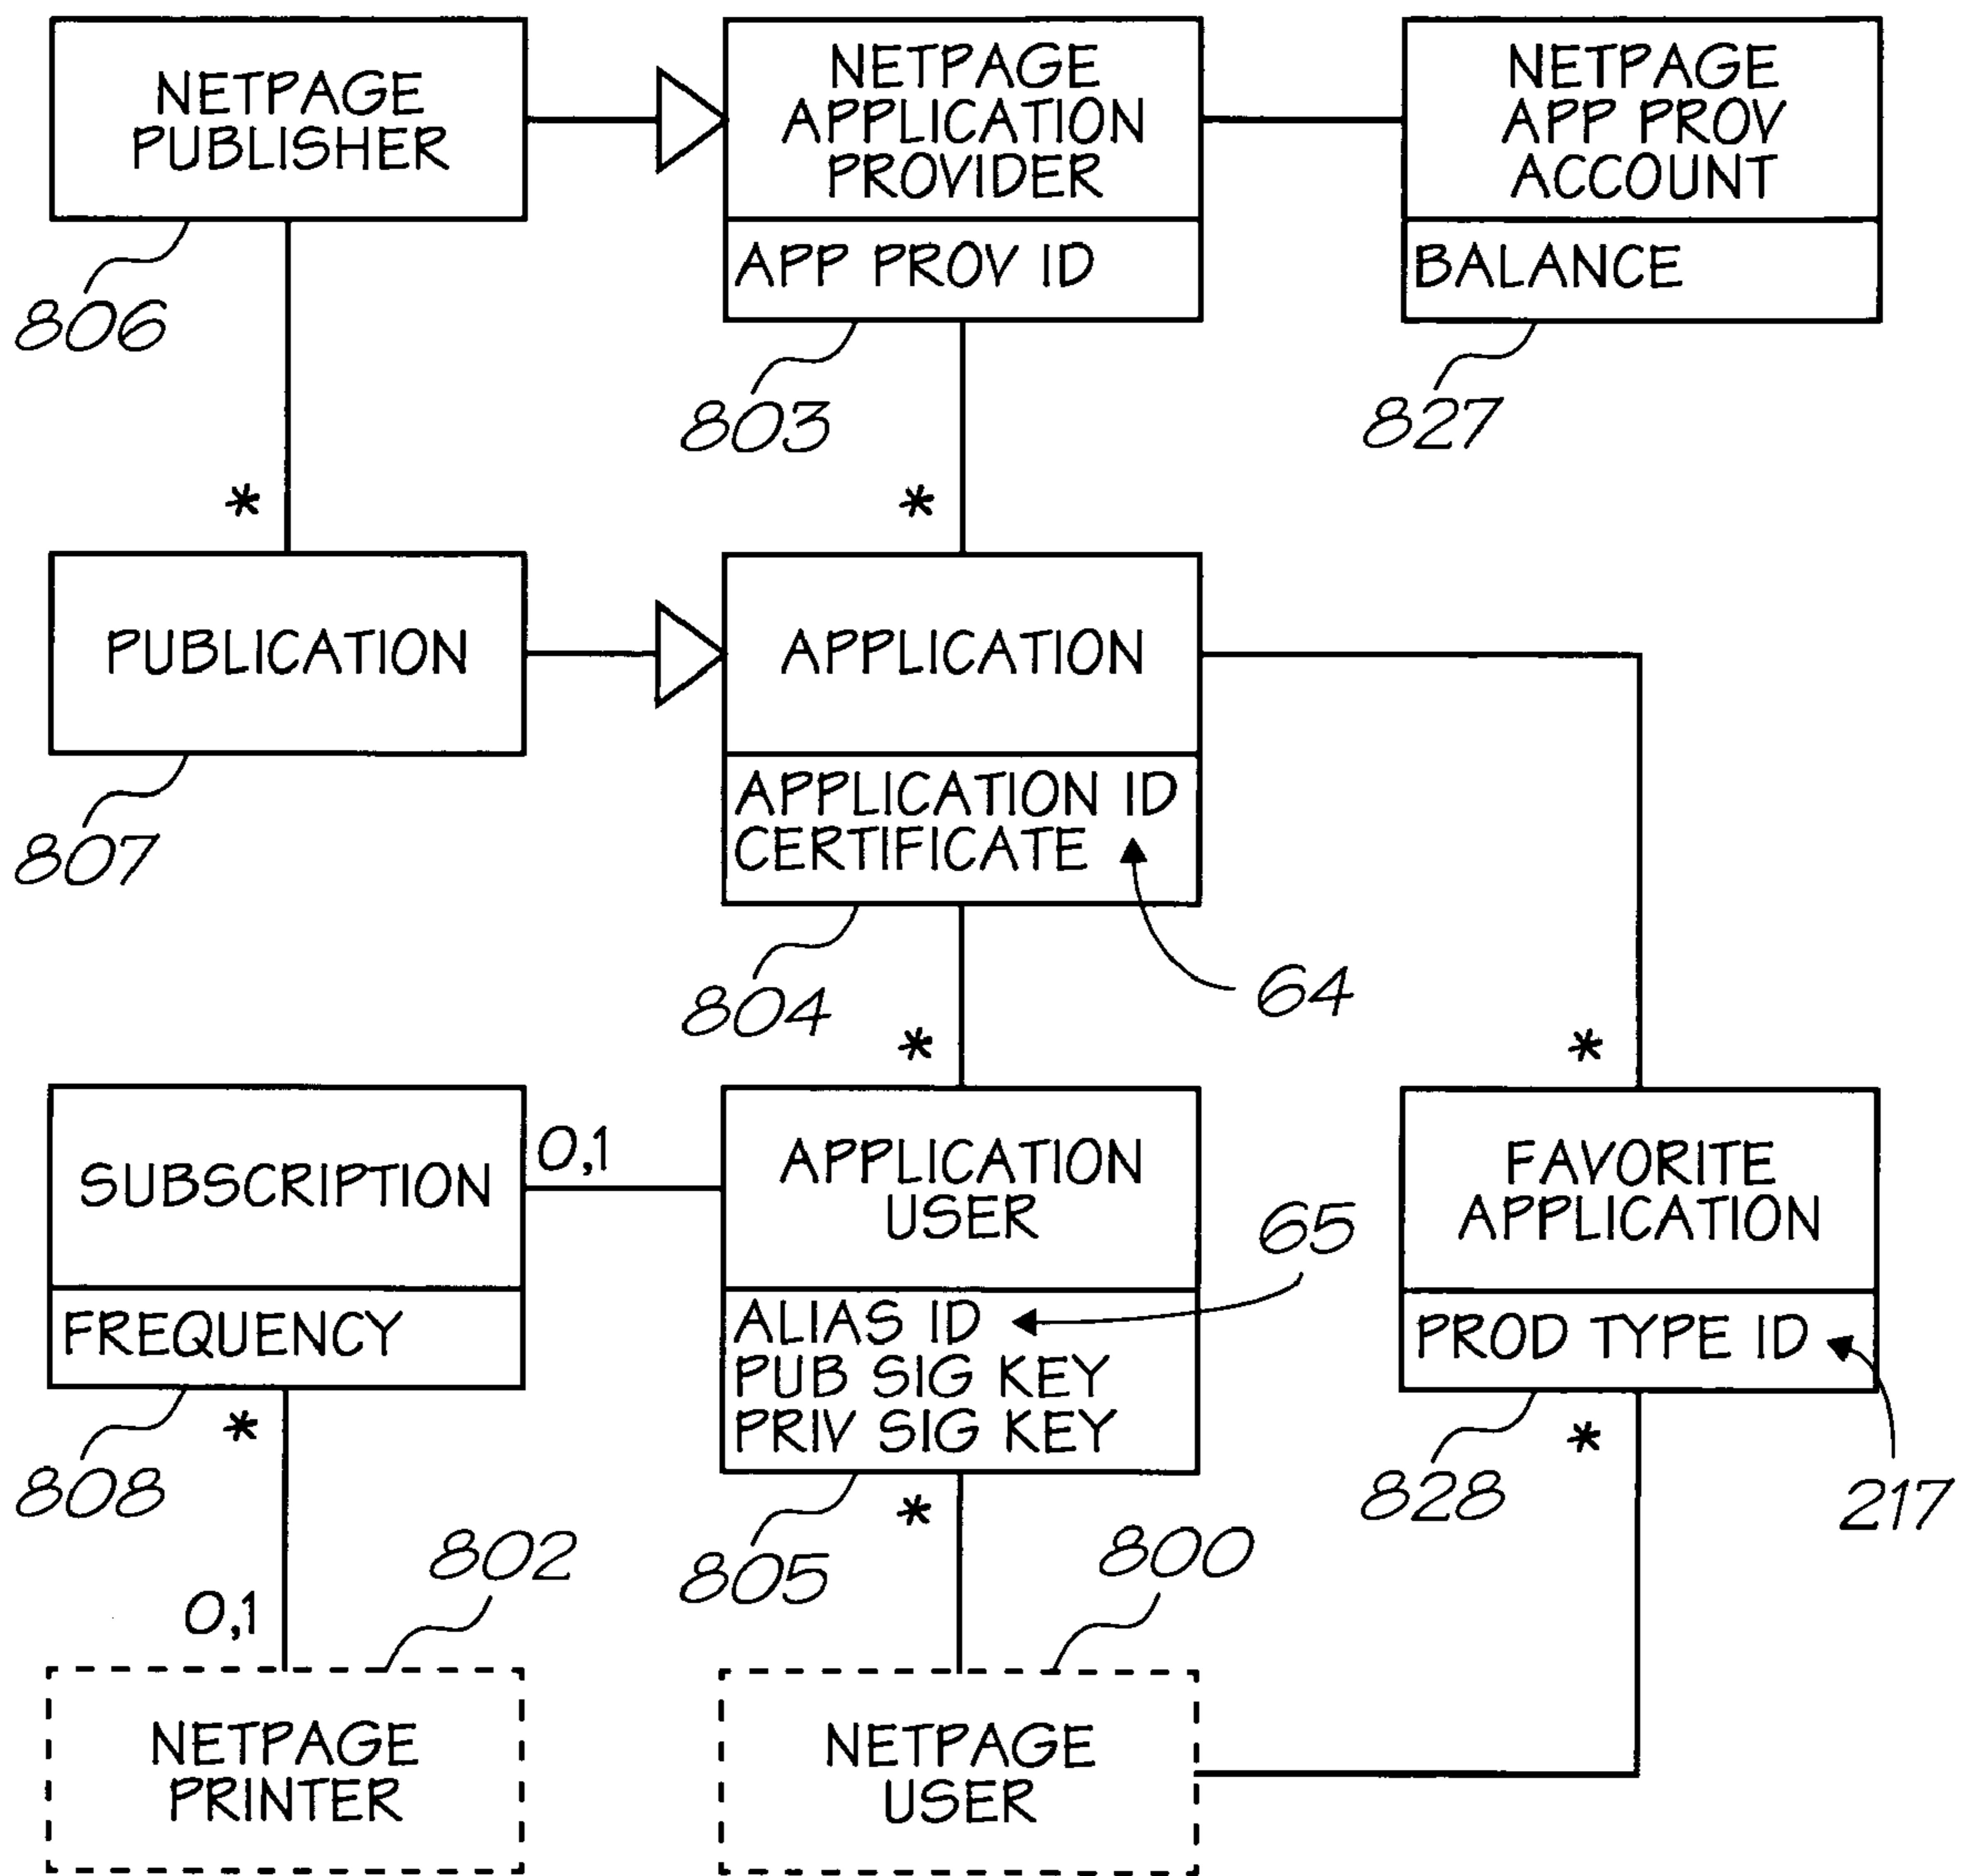 NETPAGE
PUBLISHER
NETPAGE
APPLICATION
PROVIDER
APP PROV ID
NETPAGE
APP PROV
ACCOUNT
BALANCE
806
803
827
*
*
PUBLICATION
APPLICATION
APPLICATION ID
CERTIFICATE
807
804
64
*
*
SUBSCRIPTION
FREQUENCY
0,1
APPLICATION
USER
ALIAS ID
PUB SIG KEY
PRIV SIG KEY
65
FAVORITE
APPLICATION
PROD TYPE ID
808
*
805
*
828
*
217
0,1
802
800
NETPAGE
PRINTER
NETPAGE
USER